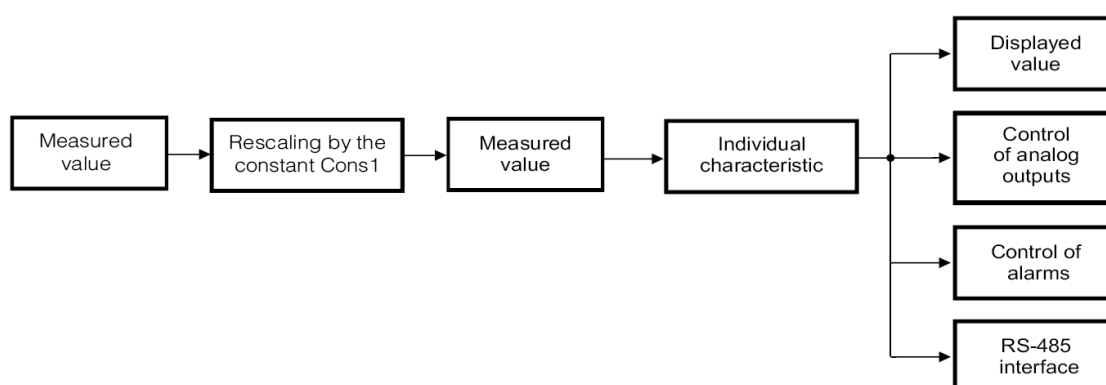 Measured
value
Rescaling by the
constant Cons1
Measured
value
Individual
characteristic
Displayed
value
Control
of analog
outputs
Control of
alarms
RS-485
interface